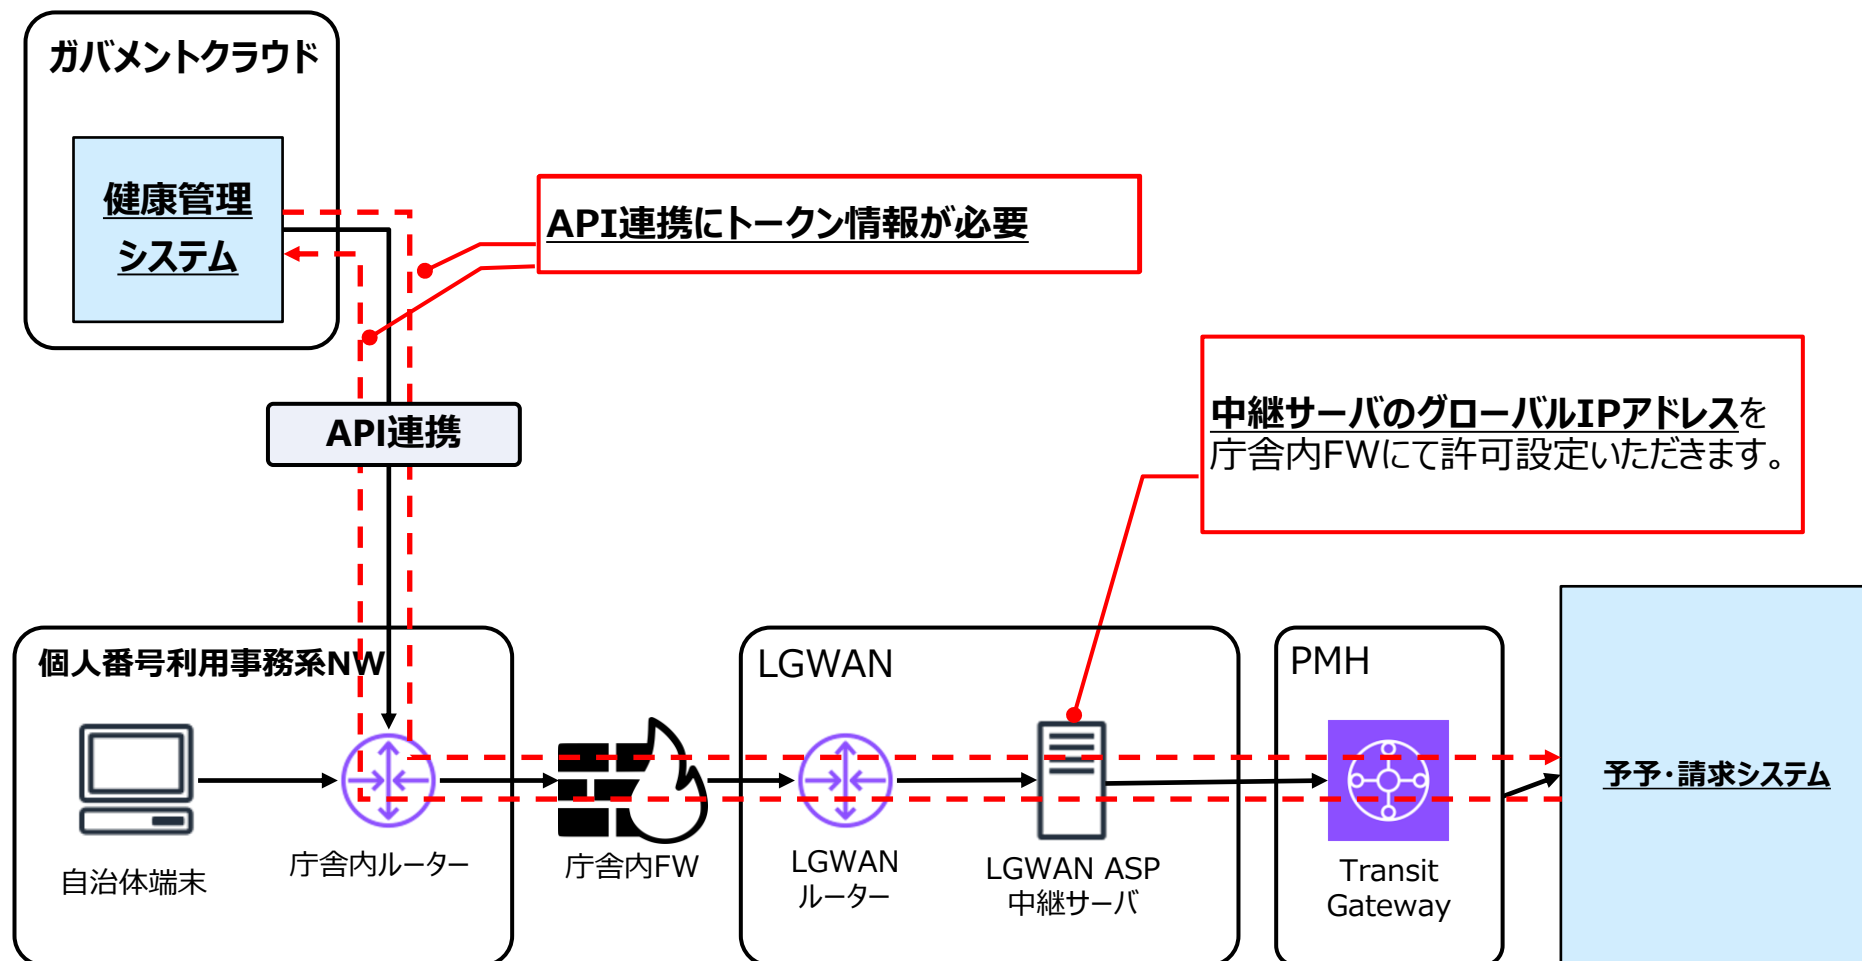 ガバメントクラウド
健康管理
システム
API連携にトークン情報が必要
API連携
中継サーバのグローバルIPアドレスを
庁舎内FWにて許可設定いただきます。
個人番号利用事務系NW
LGWAN
PMH
予予・請求システム
自治体端末
庁舎内ルーター
庁舎内FW
LGWAN
ルーター
LGWAN ASP
中継サーバ
Transit
Gateway